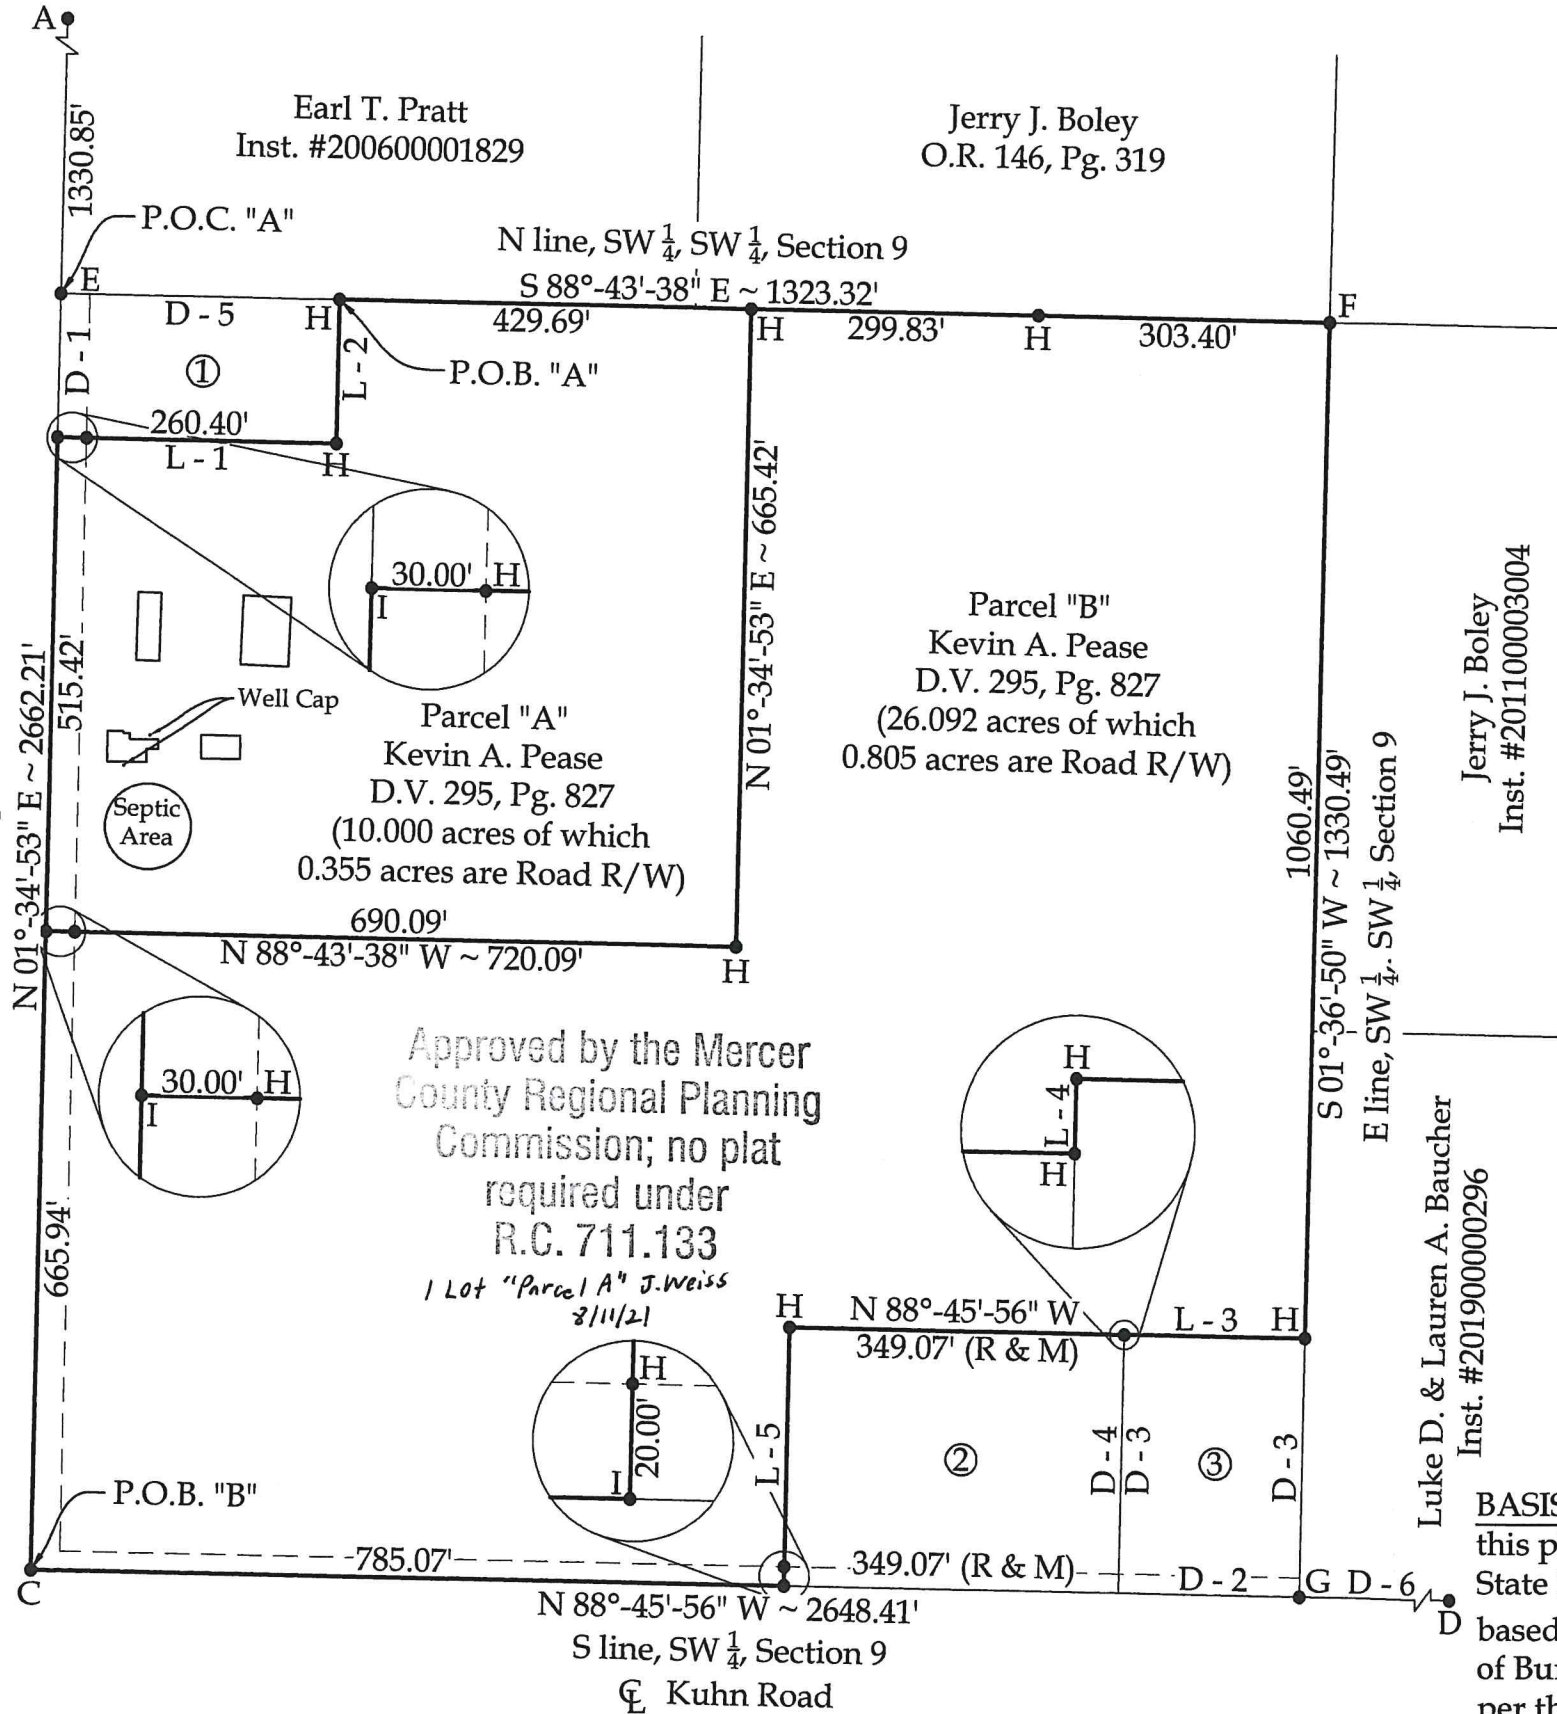 A
1330.85'
Earl T. Pratt
Inst. #200600001829
Jerry J. Boley
O.R. 146, Pg. 319
P.O.C. "A"
N line, SW 1/4, SW 1/4, Section 9
E
S 88°-43'-38" E ~ 1323.32'
F
D - 5
H
429.69'
H
299.83'
H
303.40'
D - 1
①
L - 2
P.O.B. "A"
260.40'
L - 1
H
30.00'
H
I
N 01°-34'-53" E ~ 2662.21'
515.42'
Well Cap
Septic
Area
Parcel "A"
Kevin A. Pease
D.V. 295, Pg. 827
(10.000 acres of which
0.355 acres are Road R/W)
N 01°-34'-53" E ~ 665.42'
Parcel "B"
Kevin A. Pease
D.V. 295, Pg. 827
(26.092 acres of which
0.805 acres are Road R/W)
1060.49'
S 01°-36'-50" W ~ 1330.49'
E line, SW 1/4, SW 1/4, Section 9
Jerry J. Boley
Inst. #201100003004
690.09'
N 88°-43'-38" W ~ 720.09'
H
30.00'
H
I
665.94'
Approved by the Mercer
County Regional Planning
Commission; no plat
required under
R.C. 711.133
1 Lot "Parcel A" J. Weiss
8/11/21
H
L - 4
H
H
N 88°-45'-56" W
L - 3
H
349.07' (R & M)
H
20.00'
I
L - 5
②
D - 4
D - 3
③
D - 3
Luke D. & Lauren A. Baucher
Inst. #201900000296
P.O.B. "B"
785.07'
349.07' (R & M)
D - 2
G
D - 6
C
D
N 88°-45'-56" W ~ 2648.41'
S line, SW 1/4, Section 9
℄ Kuhn Road
BASIS
this p
State
based
of Bu
per th